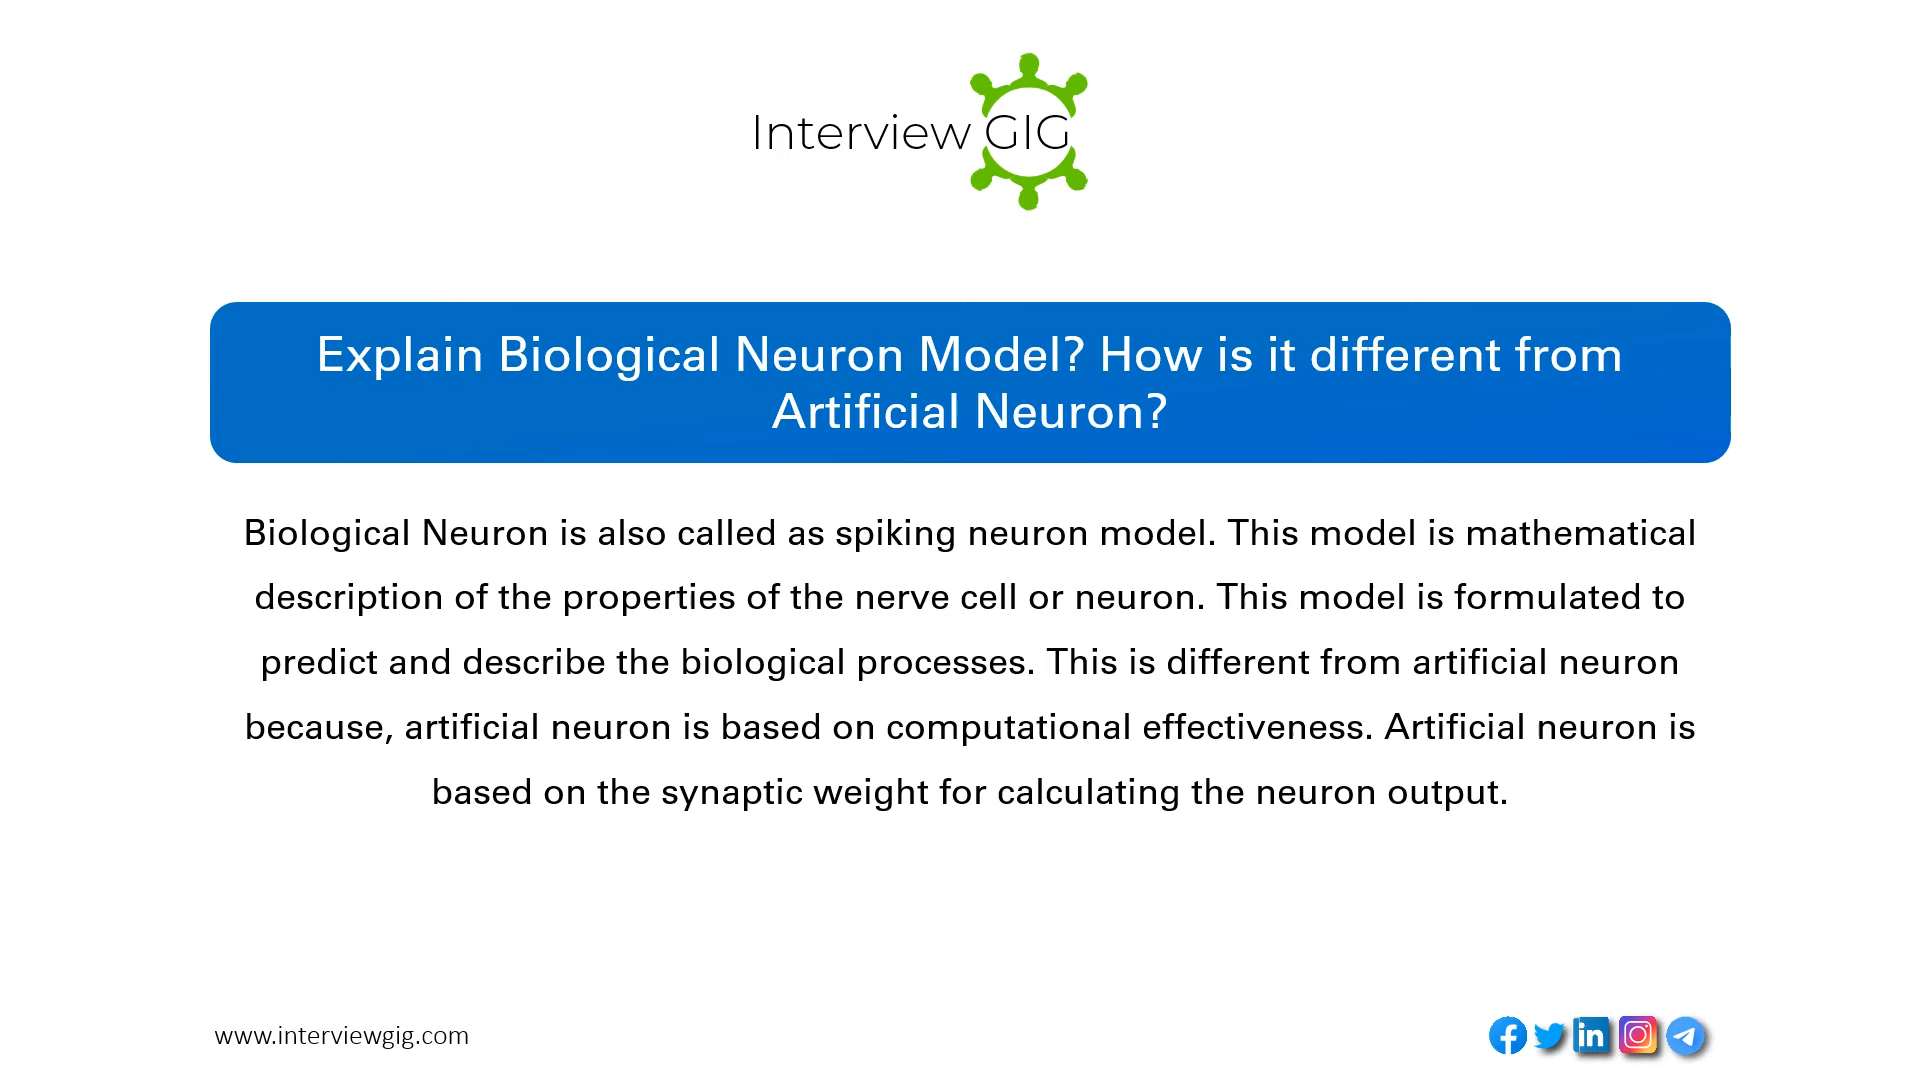 Interview GIG
Explain Biological Neuron Model? How is it different from
Artificial Neuron?
Biological Neuron is also called as spiking neuron model. This model is mathematical
description of the properties of the nerve cell or neuron. This model is formulated to
predict and describe the biological processes. This is different from artificial neuron
because, artificial neuron is based on computational effectiveness. Artificial neuron is
based on the synaptic weight for calculating the neuron output.
www.interviewgig.com
in